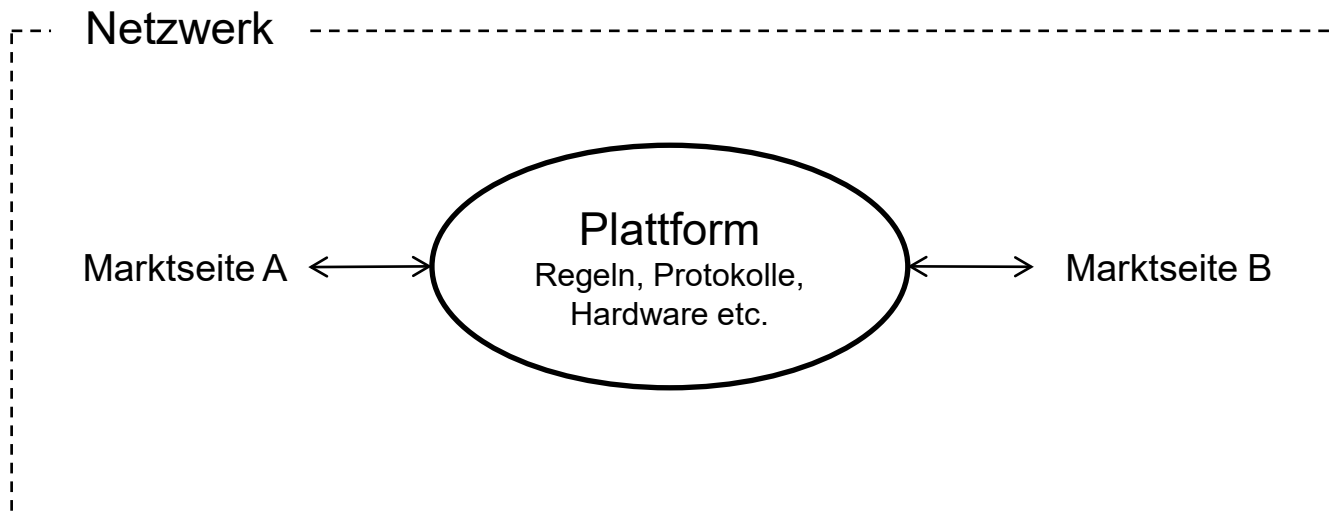 Netzwerk
Plattform
Regeln, Protokolle,
Marktseite A
Marktseite B
Hardware etc.